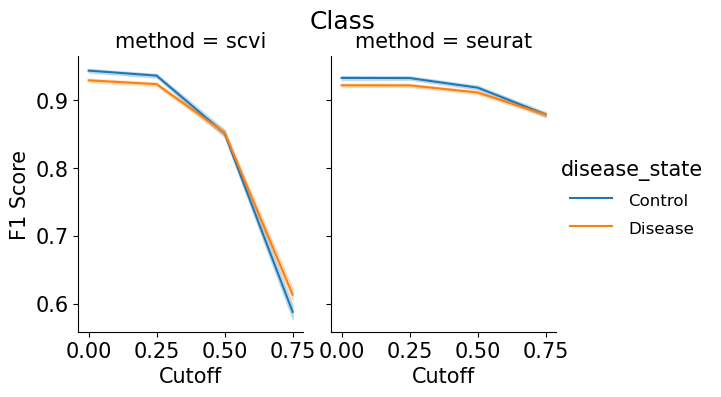 Class
method = scvi
method = seurat
F1 Score
0.9
0.8
0.7
0.6
0.00 0.25 0.50 0.75
0.00 0.25 0.50 0.75
Cutoff
Cutoff
disease_state
Control
Disease